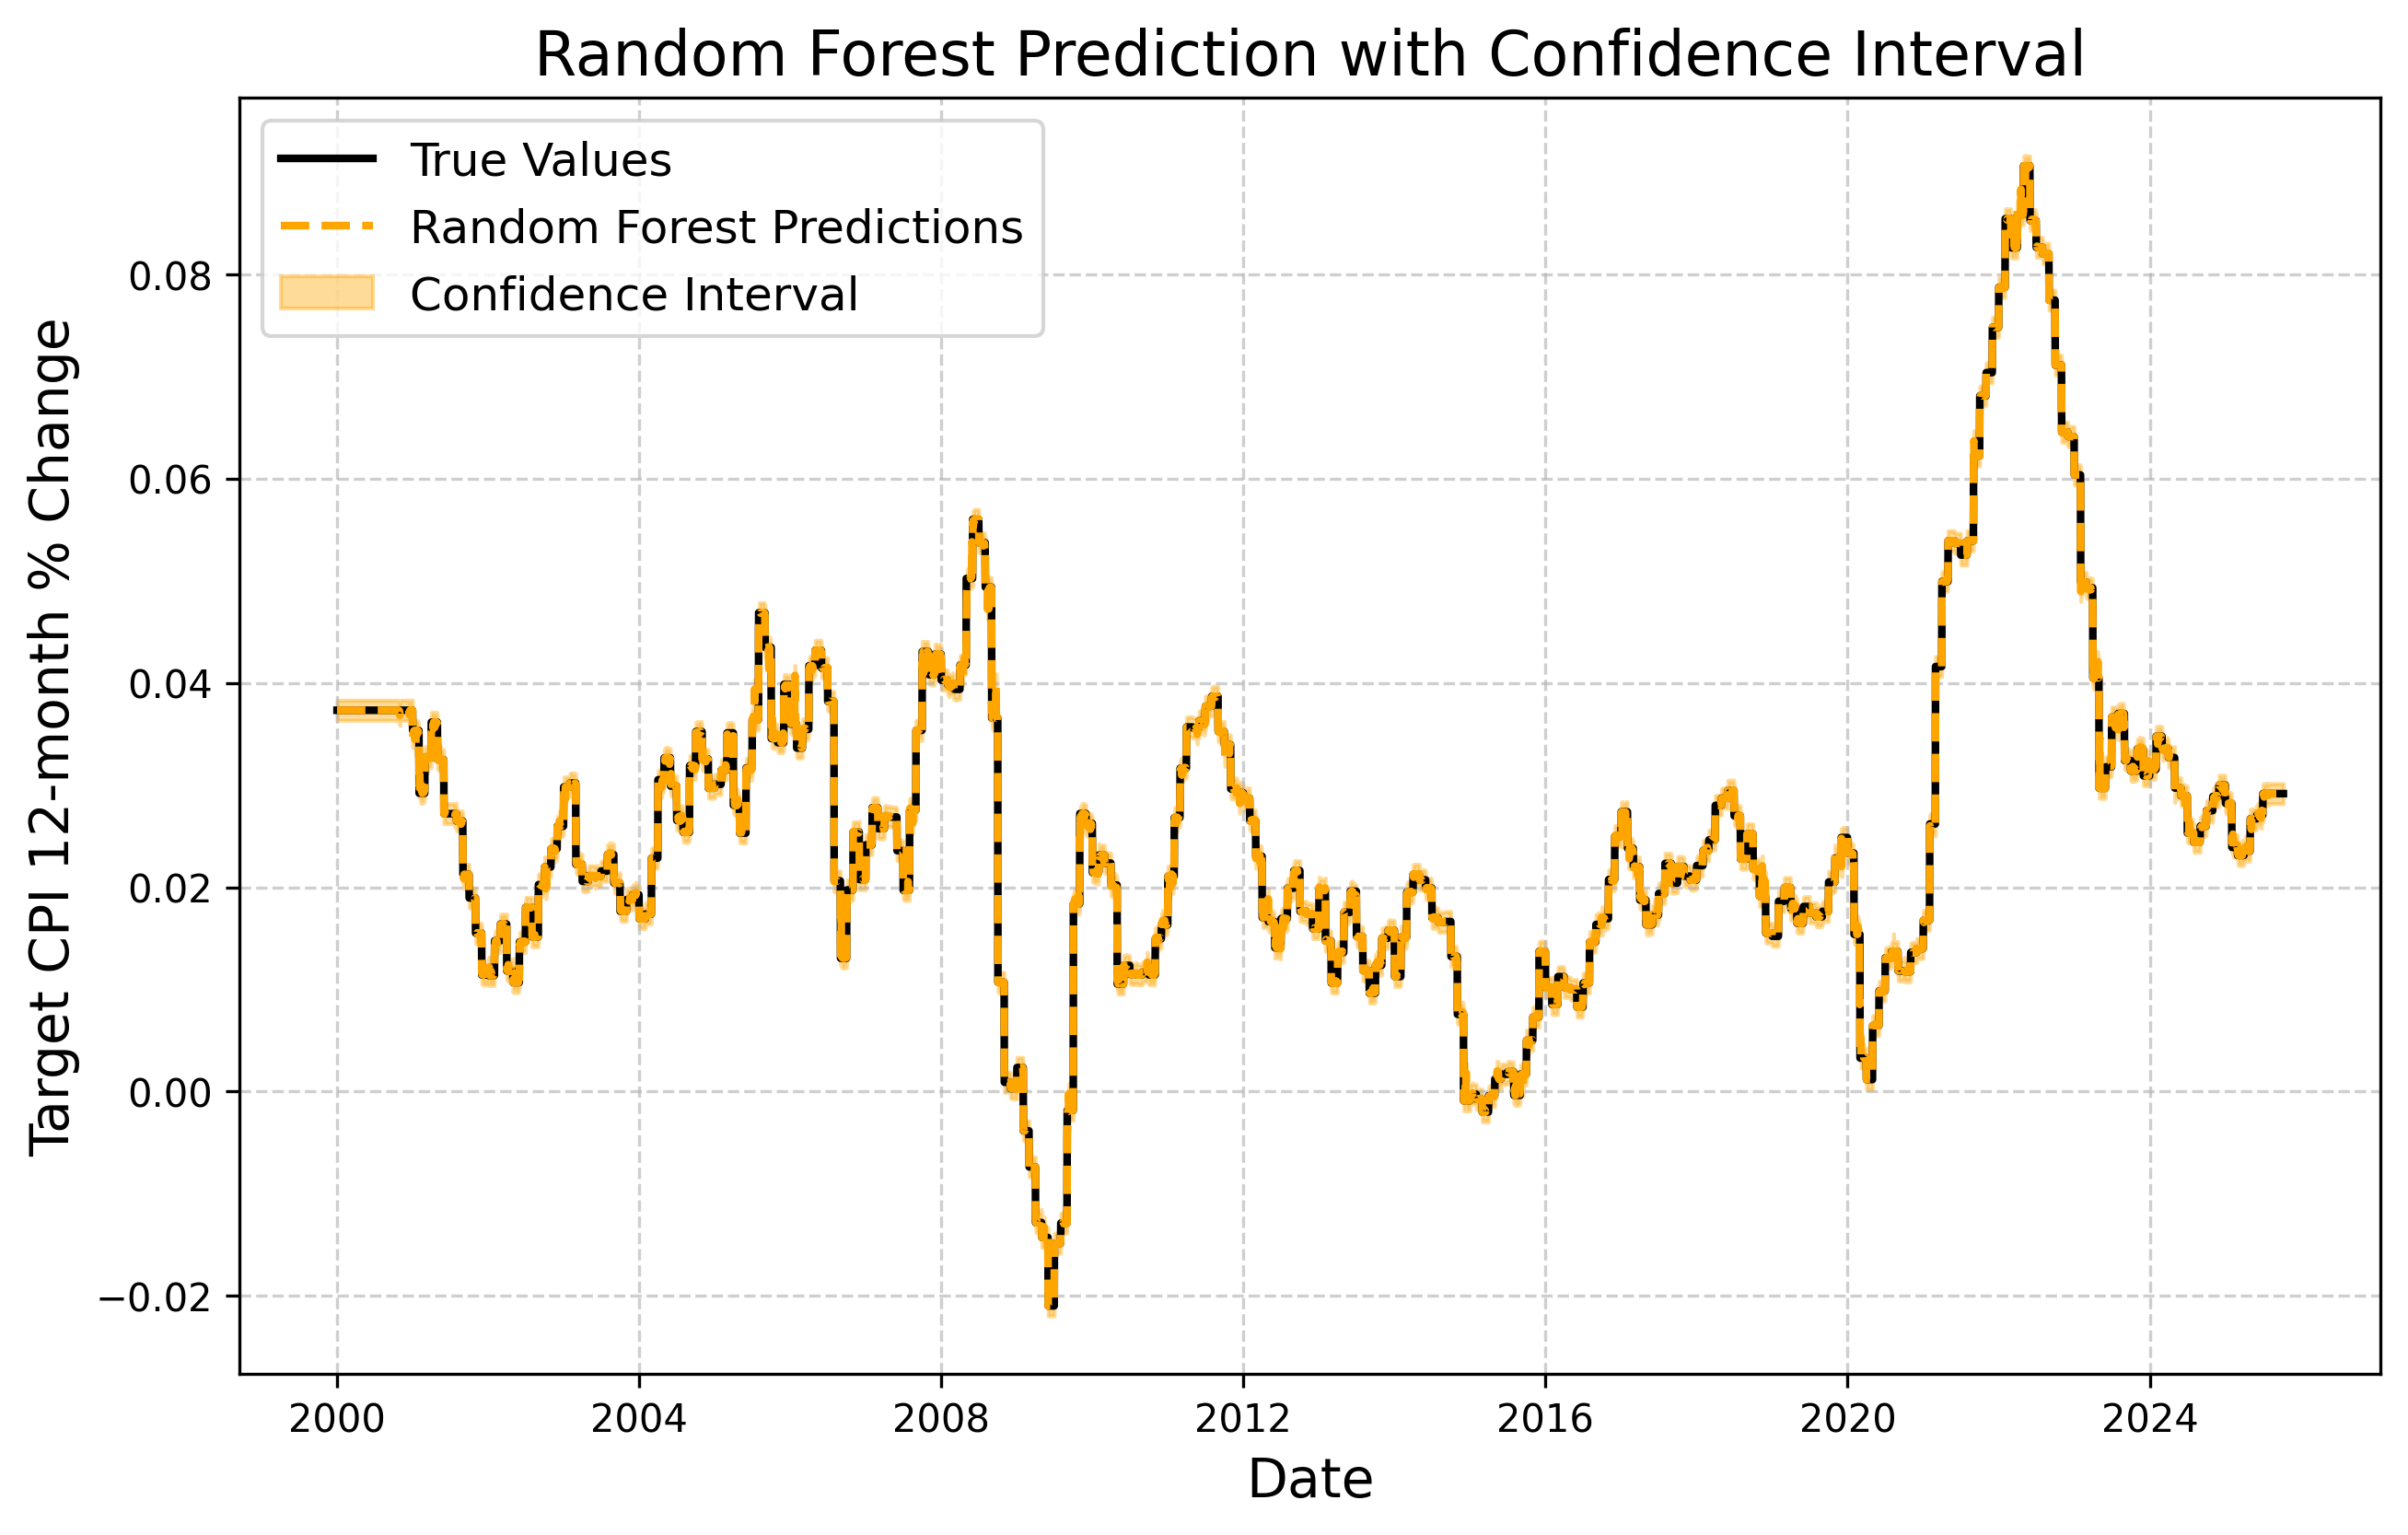 Random Forest Prediction with Confidence Interval
True Values
Random Forest Predictions
Confidence Interval
Target CPI 12-month % Change
0.08
0.06
0.04
0.02
0.00
−0.02
2000
2004
2008
2012
2016
2020
2024
Date